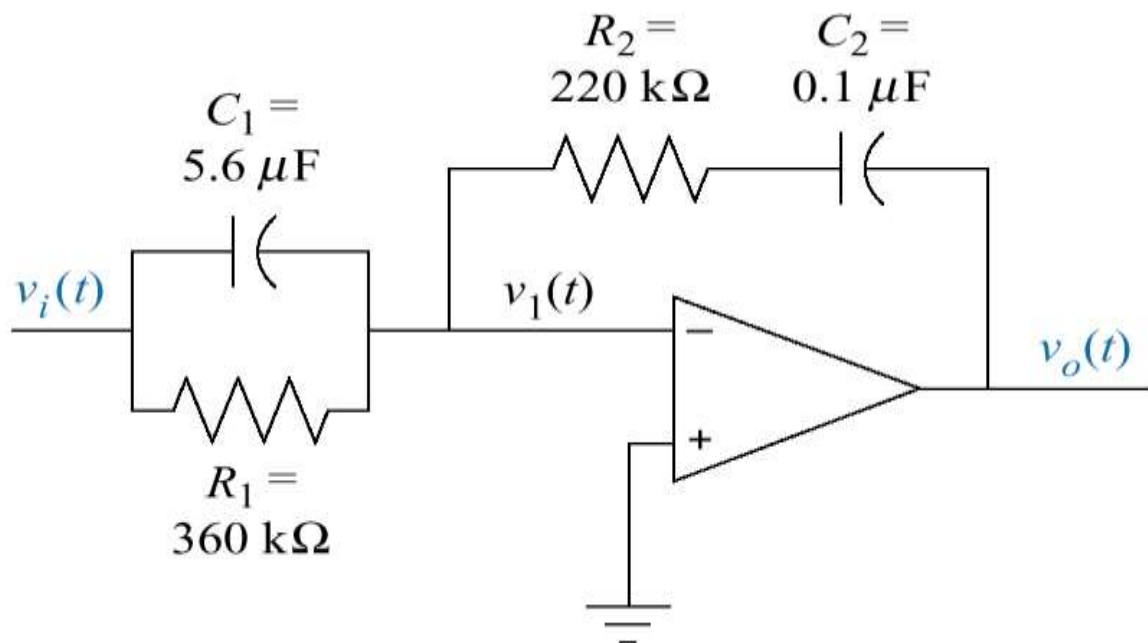 R₂ =
220 kΩ
C₂ =
0.1 μF
C₁ =
5.6 μF
vᵢ(t)
v₁(t)
−
+
vₒ(t)
R₁ =
360 kΩ